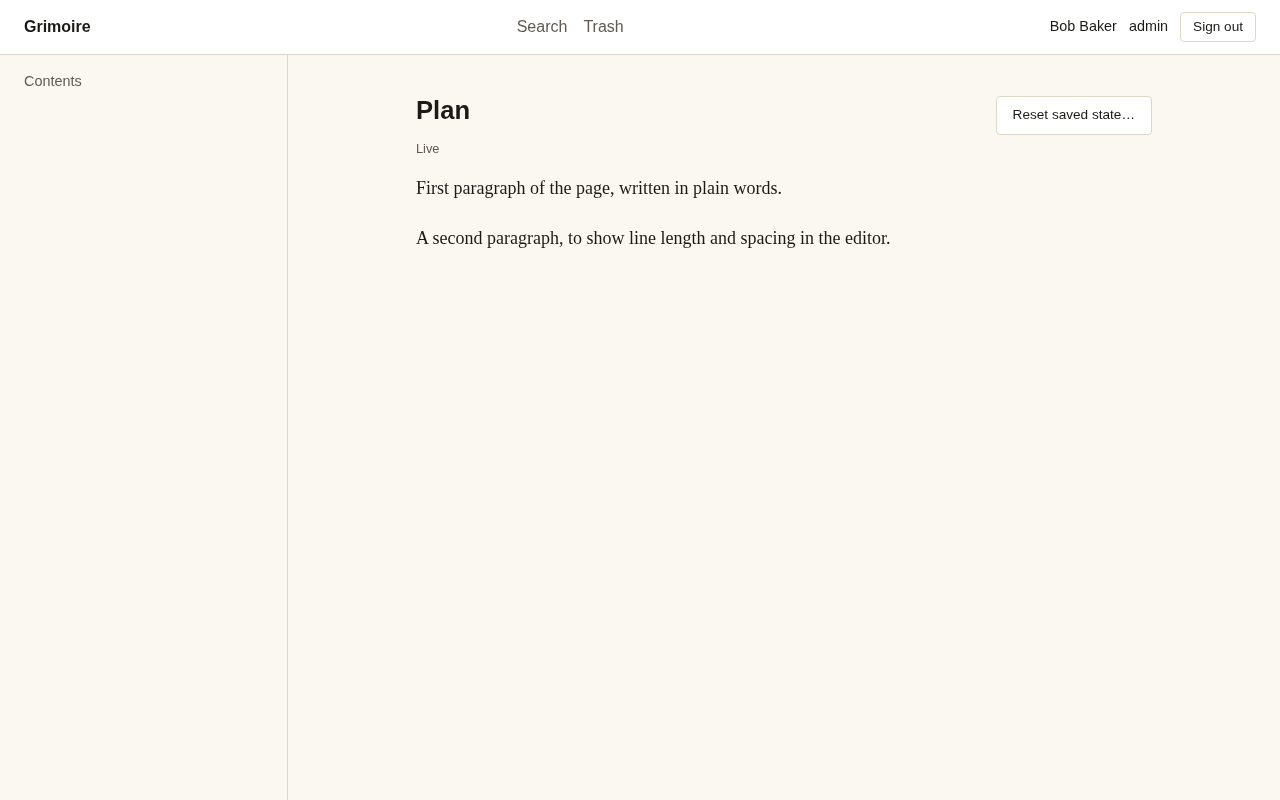 Grimoire
Search Trash
Bob Baker admin Sign out
Contents
Plan
Reset saved state…
Live
First paragraph of the page, written in plain words.
A second paragraph, to show line length and spacing in the editor.